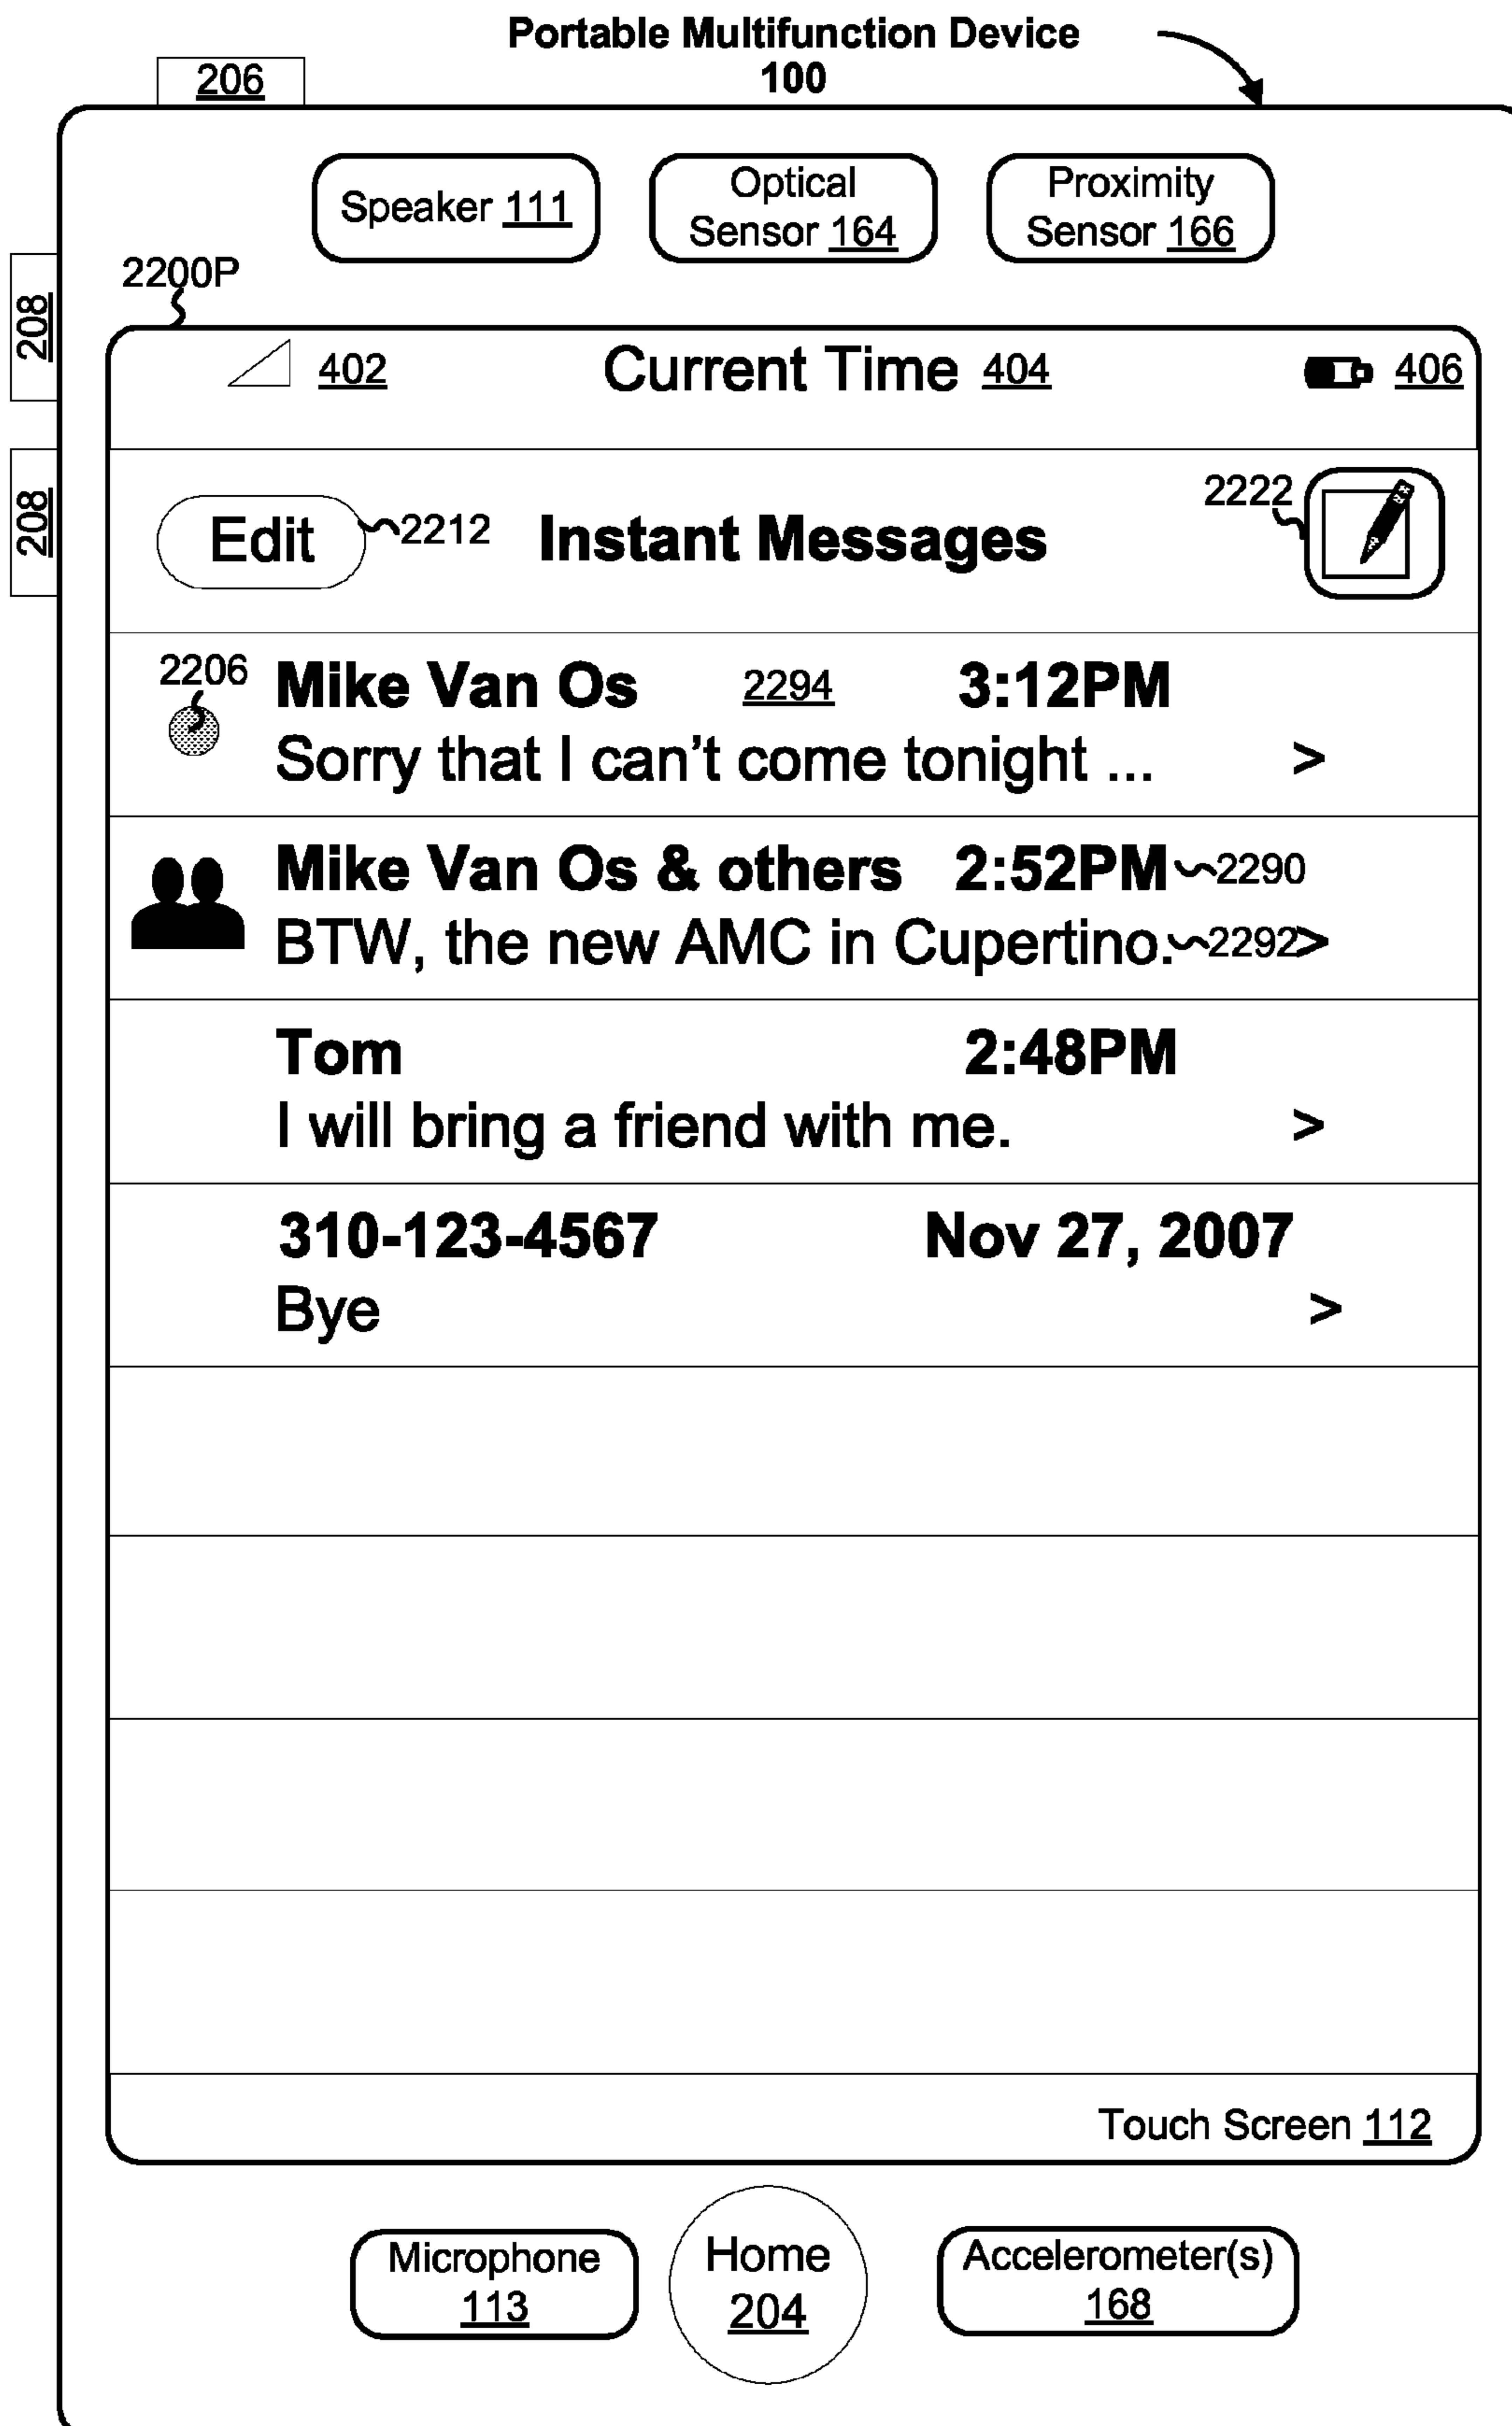 Portable Multifunction Device
100
206
Speaker 111
Optical
Sensor 164
Proximity
Sensor 166
2200P
208
402 Current Time 404 406
208
Edit 2212 Instant Messages 2222
2206 Mike Van Os 2294 3:12PM
Sorry that I can't come tonight ... >
Mike Van Os & others 2:52PM 2290
BTW, the new AMC in Cupertino. 2292 >
Tom 2:48PM
I will bring a friend with me. >
310-123-4567 Nov 27, 2007
Bye >
Touch Screen 112
Microphone
113
Home
204
Accelerometer(s)
168